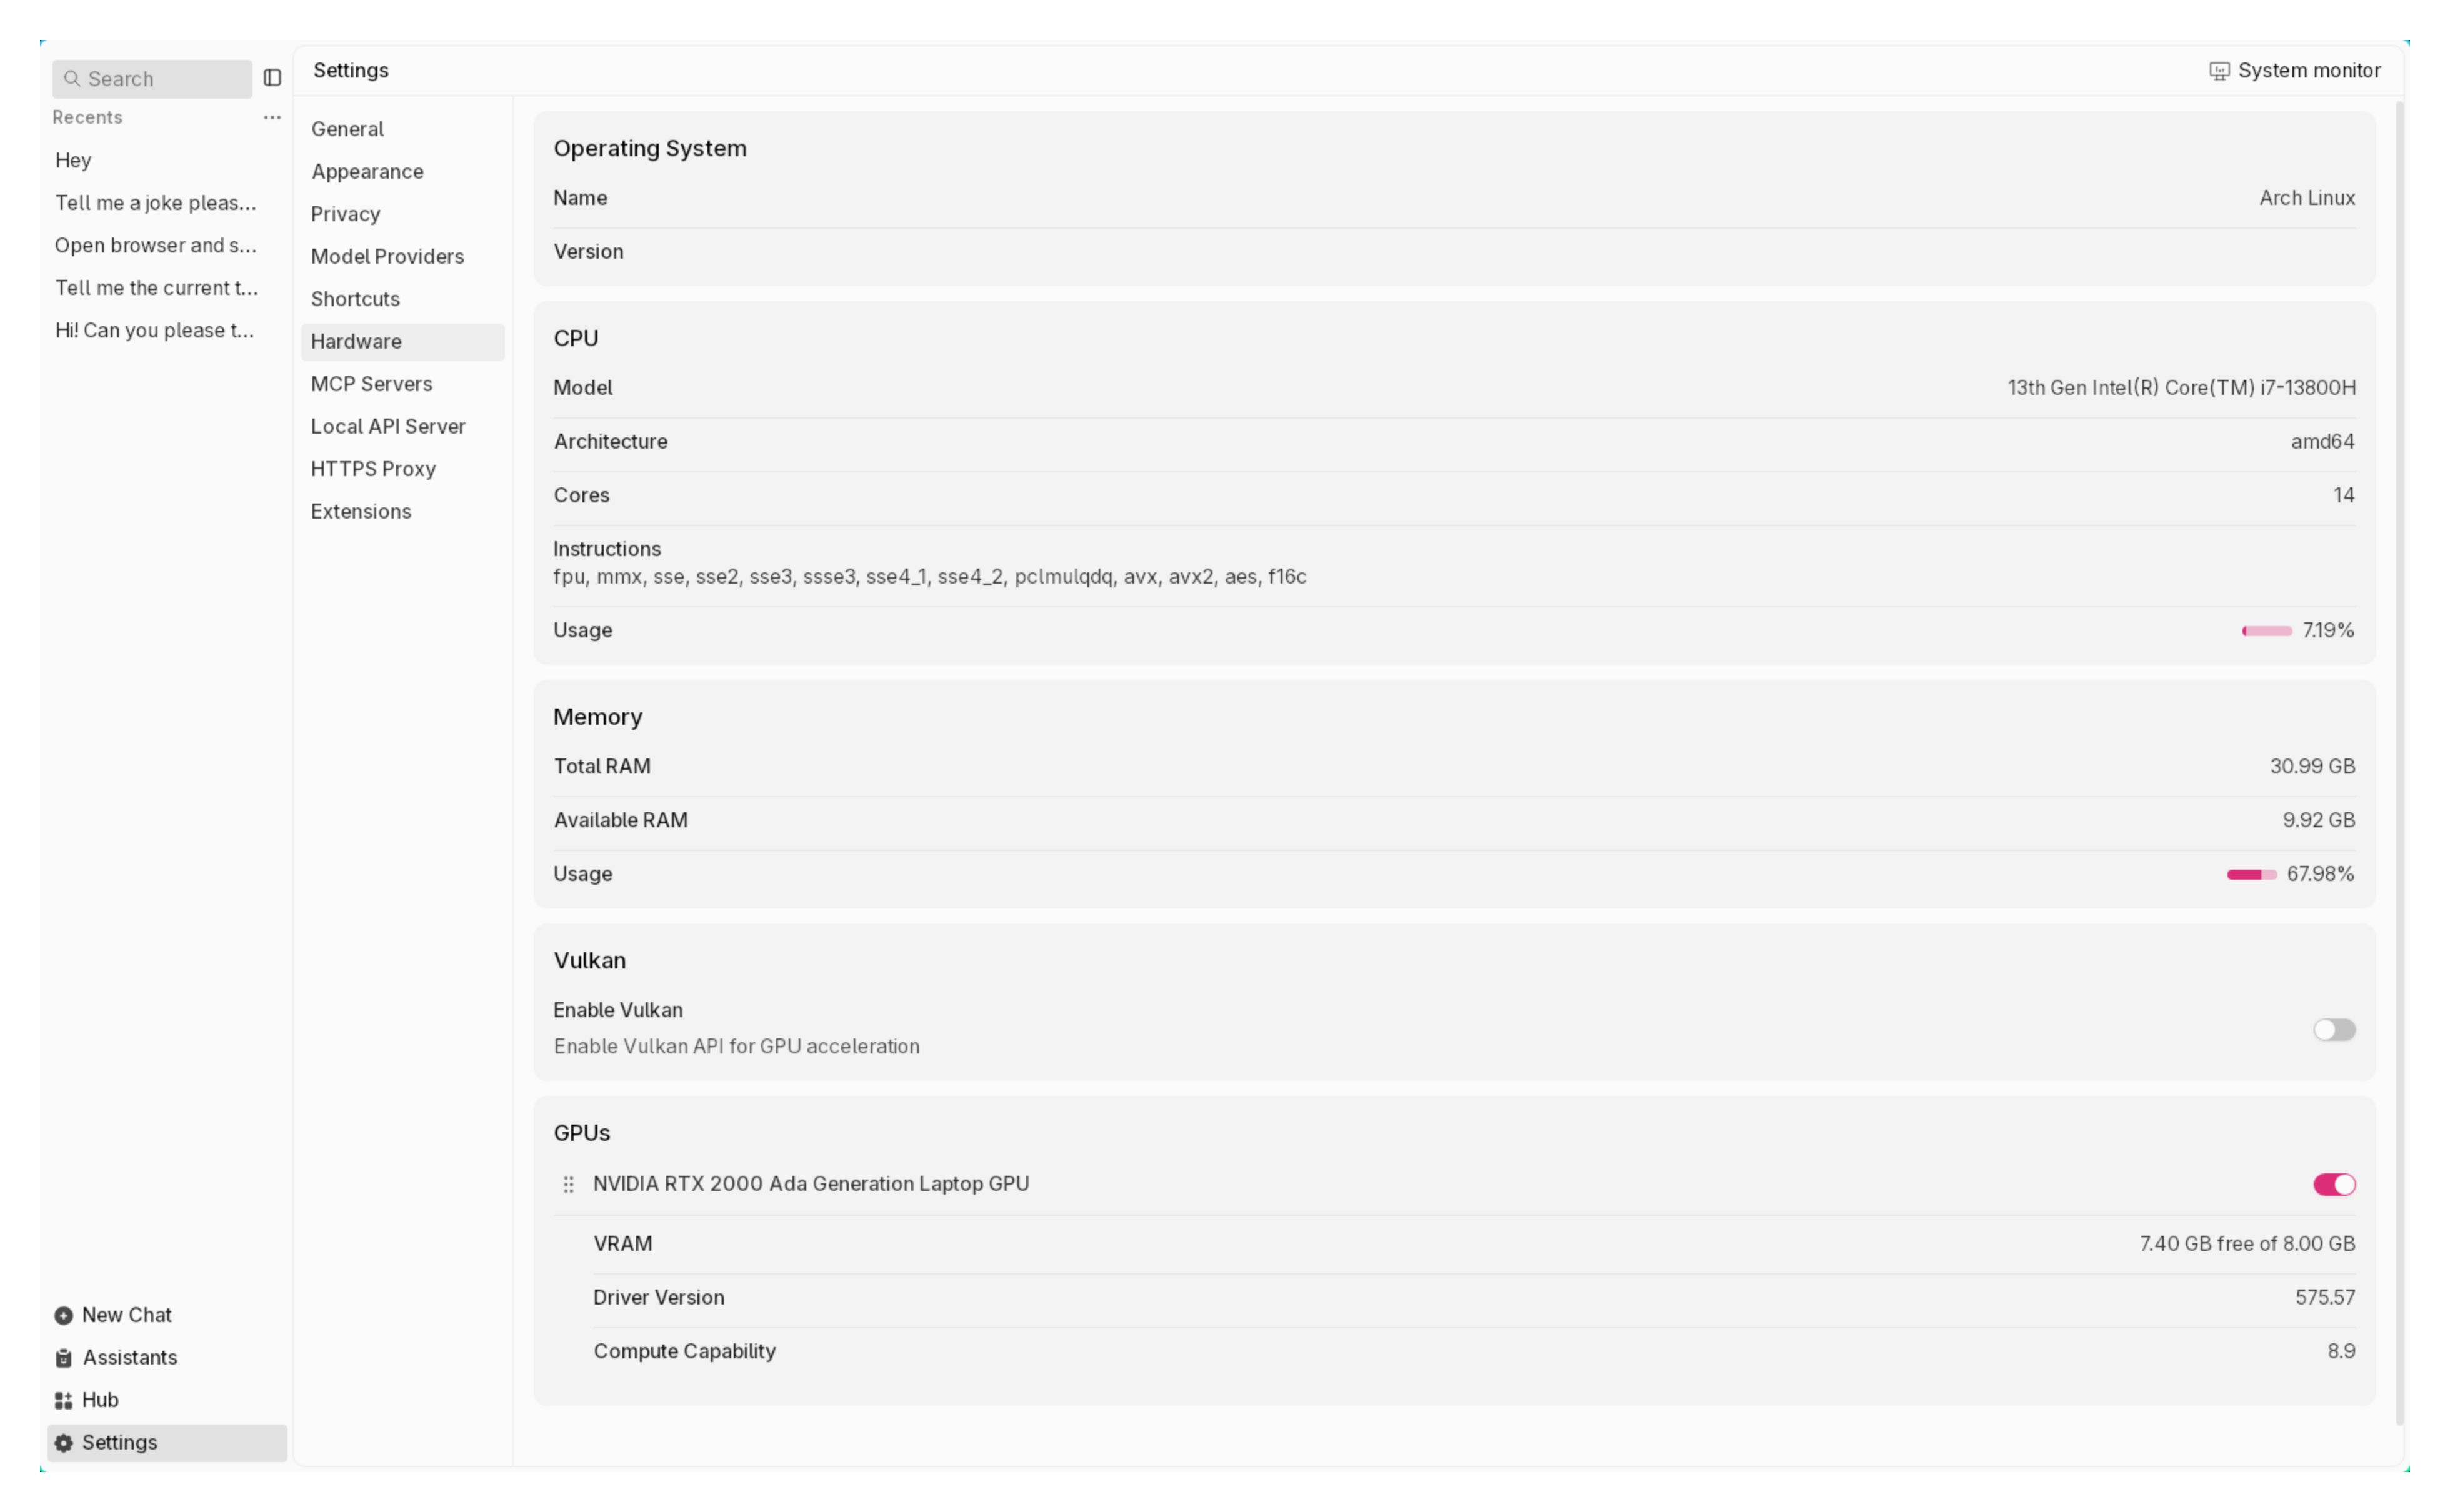 Search
Recents
...
Hey
Tell me a joke pleas...
Open browser and s...
Tell me the current t...
Hi! Can you please t...
New Chat
Assistants
Hub
Settings
Settings
System monitor
General
Appearance
Privacy
Model Providers
Shortcuts
Hardware
MCP Servers
Local API Server
HTTPS Proxy
Extensions
Operating System
Name Arch Linux
Version
CPU
Model 13th Gen Intel(R) Core(TM) i7-13800H
Architecture amd64
Cores 14
Instructions
fpu, mmx, sse, sse2, sse3, ssse3, sse4_1, sse4_2, pclmulqdq, avx, avx2, aes, f16c
Usage 7.19%
Memory
Total RAM 30.99 GB
Available RAM 9.92 GB
Usage 67.98%
Vulkan
Enable Vulkan
Enable Vulkan API for GPU acceleration
GPUs
NVIDIA RTX 2000 Ada Generation Laptop GPU
VRAM 7.40 GB free of 8.00 GB
Driver Version 575.57
Compute Capability 8.9